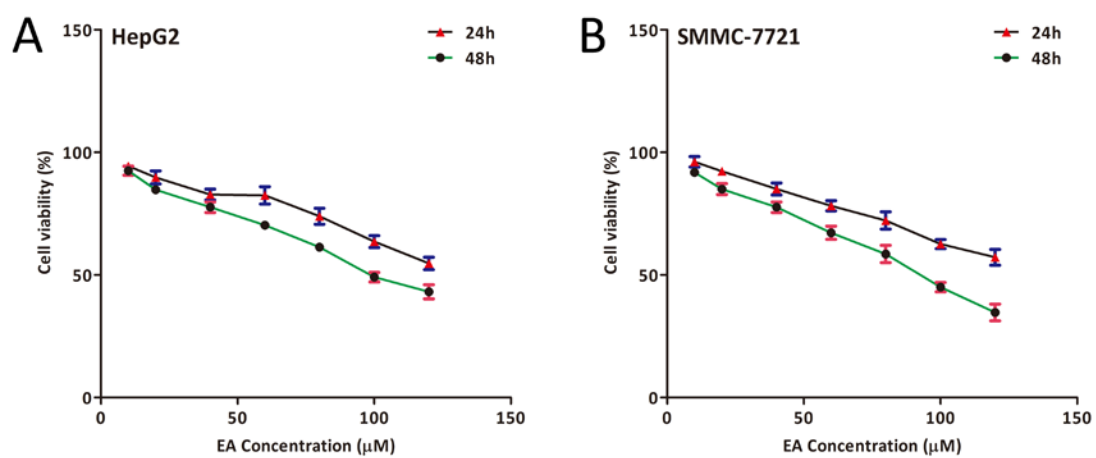 A
HepG2
24h
48h
150
100
50
0
Cell viability (%)
0
50
100
150
EA Concentration (μM)
B
SMMC-7721
24h
48h
150
100
50
0
Cell viability (%)
0
50
100
150
EA Concentration (μM)